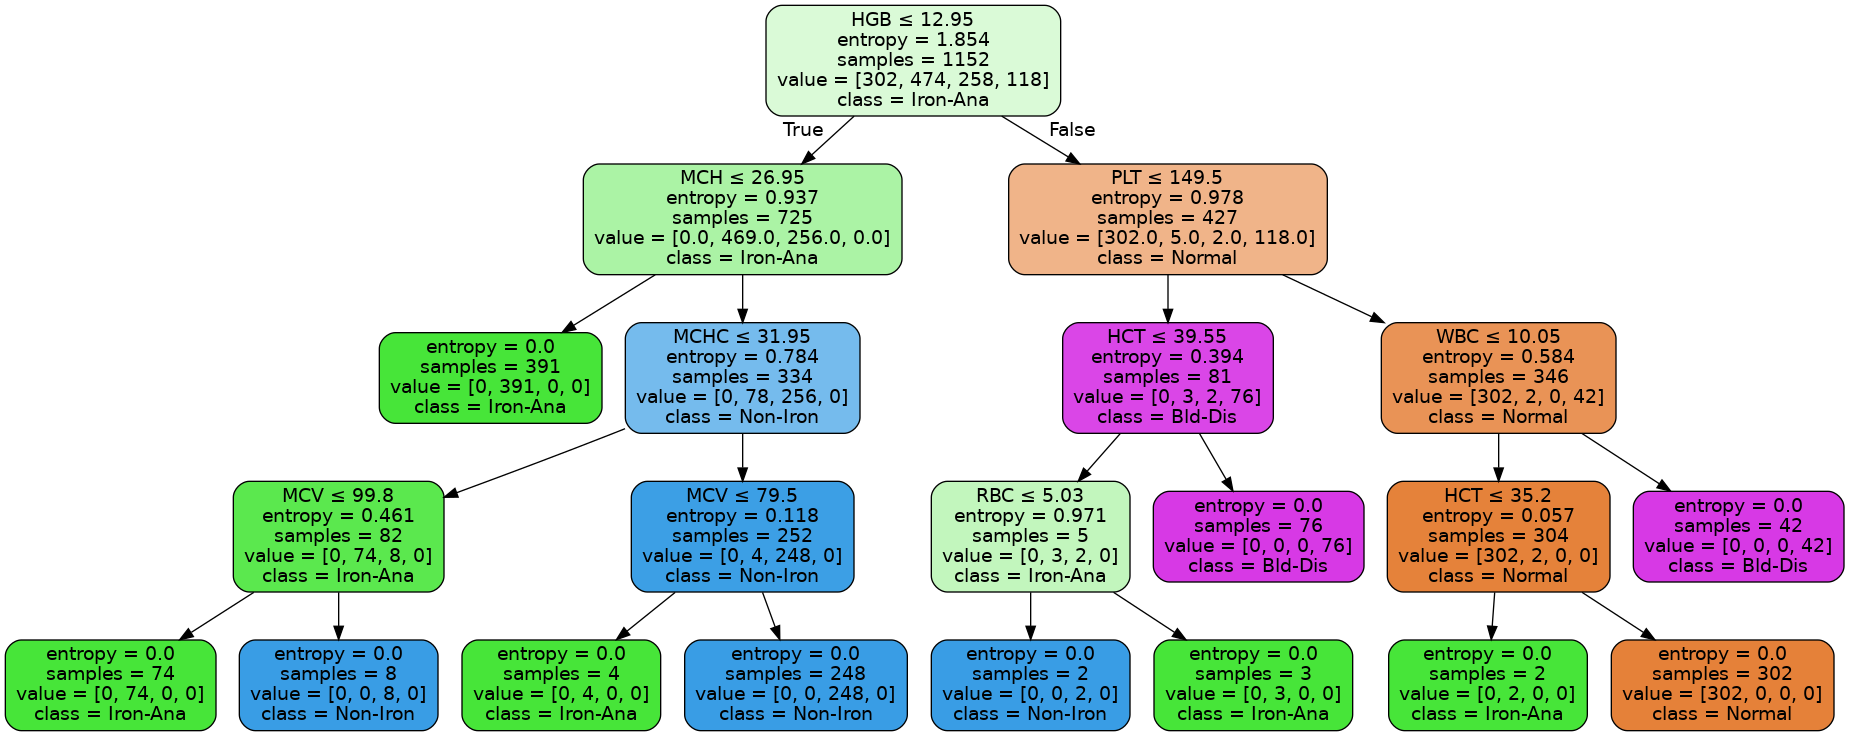 HGB ≤ 12.95
entropy = 1.854
samples = 1152
value = [302, 474, 258, 118]
class = Iron-Ana
True
False
MCH ≤ 26.95
entropy = 0.937
samples = 725
value = [0.0, 469.0, 256.0, 0.0]
class = Iron-Ana
PLT ≤ 149.5
entropy = 0.978
samples = 427
value = [302.0, 5.0, 2.0, 118.0]
class = Normal
entropy = 0.0
samples = 391
value = [0, 391, 0, 0]
class = Iron-Ana
MCHC ≤ 31.95
entropy = 0.784
samples = 334
value = [0, 78, 256, 0]
class = Non-Iron
HCT ≤ 39.55
entropy = 0.394
samples = 81
value = [0, 3, 2, 76]
class = Bld-Dis
WBC ≤ 10.05
entropy = 0.584
samples = 346
value = [302, 2, 0, 42]
class = Normal
MCV ≤ 99.8
entropy = 0.461
samples = 82
value = [0, 74, 8, 0]
class = Iron-Ana
MCV ≤ 79.5
entropy = 0.118
samples = 252
value = [0, 4, 248, 0]
class = Non-Iron
RBC ≤ 5.03
entropy = 0.971
samples = 5
value = [0, 3, 2, 0]
class = Iron-Ana
entropy = 0.0
samples = 76
value = [0, 0, 0, 76]
class = Bld-Dis
HCT ≤ 35.2
entropy = 0.057
samples = 304
value = [302, 2, 0, 0]
class = Normal
entropy = 0.0
samples = 42
value = [0, 0, 0, 42]
class = Bld-Dis
entropy = 0.0
samples = 74
value = [0, 74, 0, 0]
class = Iron-Ana
entropy = 0.0
samples = 8
value = [0, 0, 8, 0]
class = Non-Iron
entropy = 0.0
samples = 4
value = [0, 4, 0, 0]
class = Iron-Ana
entropy = 0.0
samples = 248
value = [0, 0, 248, 0]
class = Non-Iron
entropy = 0.0
samples = 2
value = [0, 0, 2, 0]
class = Non-Iron
entropy = 0.0
samples = 3
value = [0, 3, 0, 0]
class = Iron-Ana
entropy = 0.0
samples = 2
value = [0, 2, 0, 0]
class = Iron-Ana
entropy = 0.0
samples = 302
value = [302, 0, 0, 0]
class = Normal